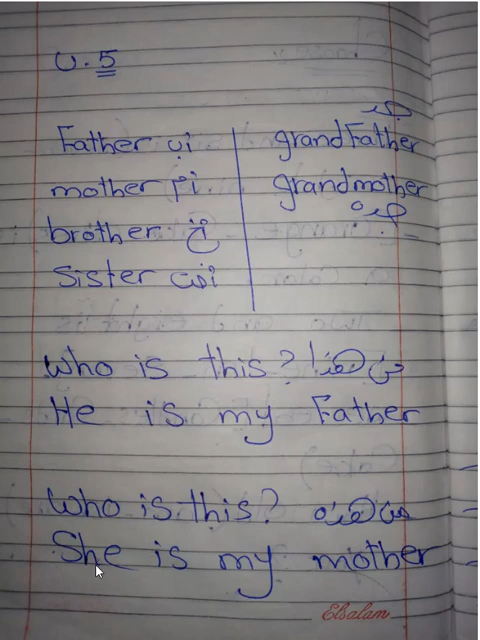 U.5
Father أب
mother أم
brother أخ
Sister أخت
جد
grandFather
grandmother
جدة
Who is this? من هذا
He is my Father
Who is this? من هذه
She is my mother
Elsalam